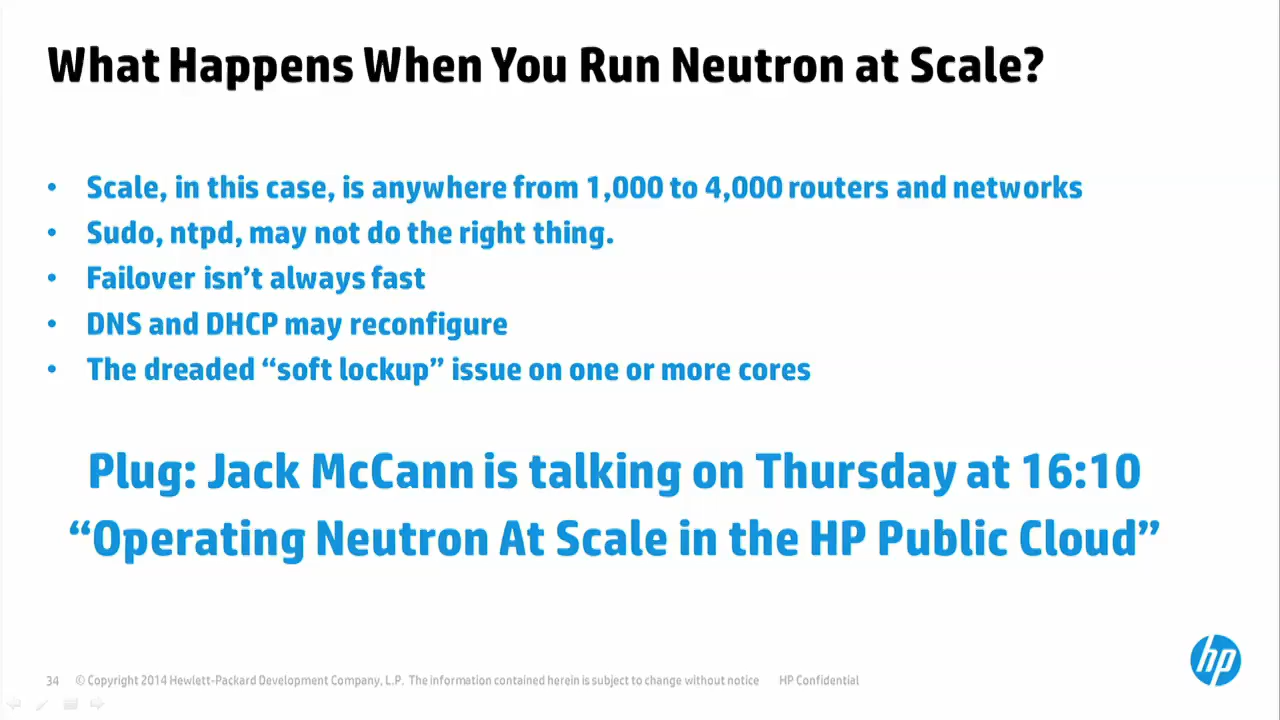 What Happens When You Run Neutron at Scale?
• Scale, in this case, is anywhere from 1,000 to 4,000 routers and networks
• Sudo, ntpd, may not do the right thing.
• Failover isn’t always fast
• DNS and DHCP may reconfigure
• The dreaded “soft lockup” issue on one or more cores
Plug: Jack McCann is talking on Thursday at 16:10
“Operating Neutron At Scale in the HP Public Cloud”
hp
34 © Copyright 2014 Hewlett-Packard Development Company, L.P. The information contained herein is subject to change without notice HP Confidential